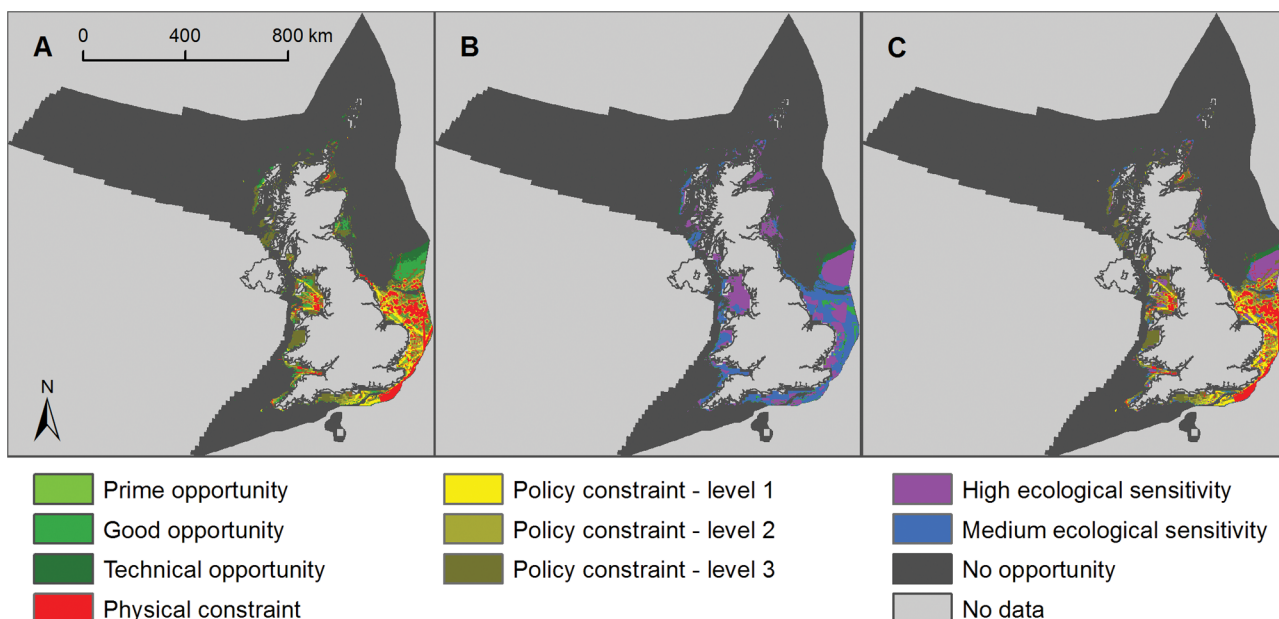 A
0 400 800 km
B
C
N
Prime opportunity
Good opportunity
Technical opportunity
Physical constraint
Policy constraint - level 1
Policy constraint - level 2
Policy constraint - level 3
High ecological sensitivity
Medium ecological sensitivity
No opportunity
No data